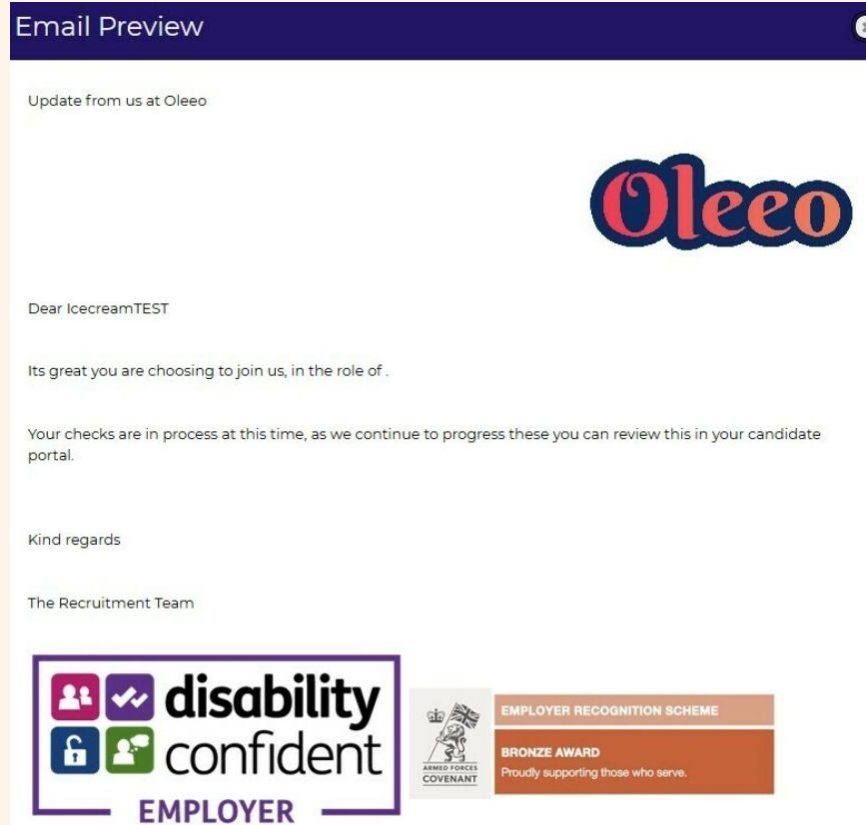 Email Preview
Update from us at Oleeo
Oleeo
Dear IcecreamTEST
Its great you are choosing to join us, in the role of .
Your checks are in process at this time, as we continue to progress these you can review this in your candidate
portal.
Kind regards
The Recruitment Team
disability
confident
EMPLOYER
ARMED FORCES
COVENANT
EMPLOYER RECOGNITION SCHEME
BRONZE AWARD
Proudly supporting those who serve.